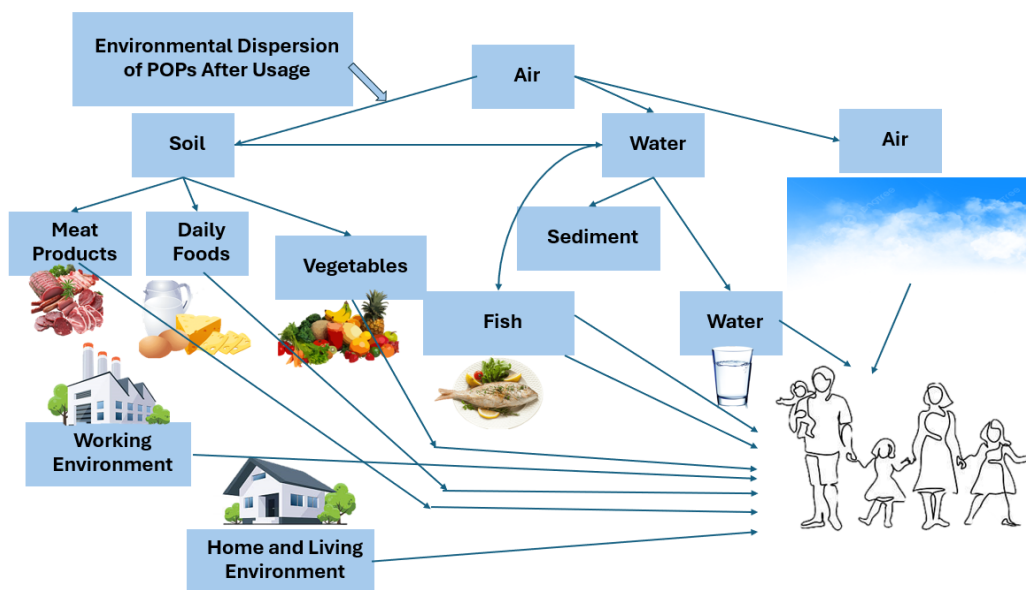 Environmental Dispersion
of POPs After Usage
Air
Soil
Water
Air
Meat
Products
Daily
Foods
Vegetables
Sediment
Fish
Water
Working
Environment
Home and Living
Environment